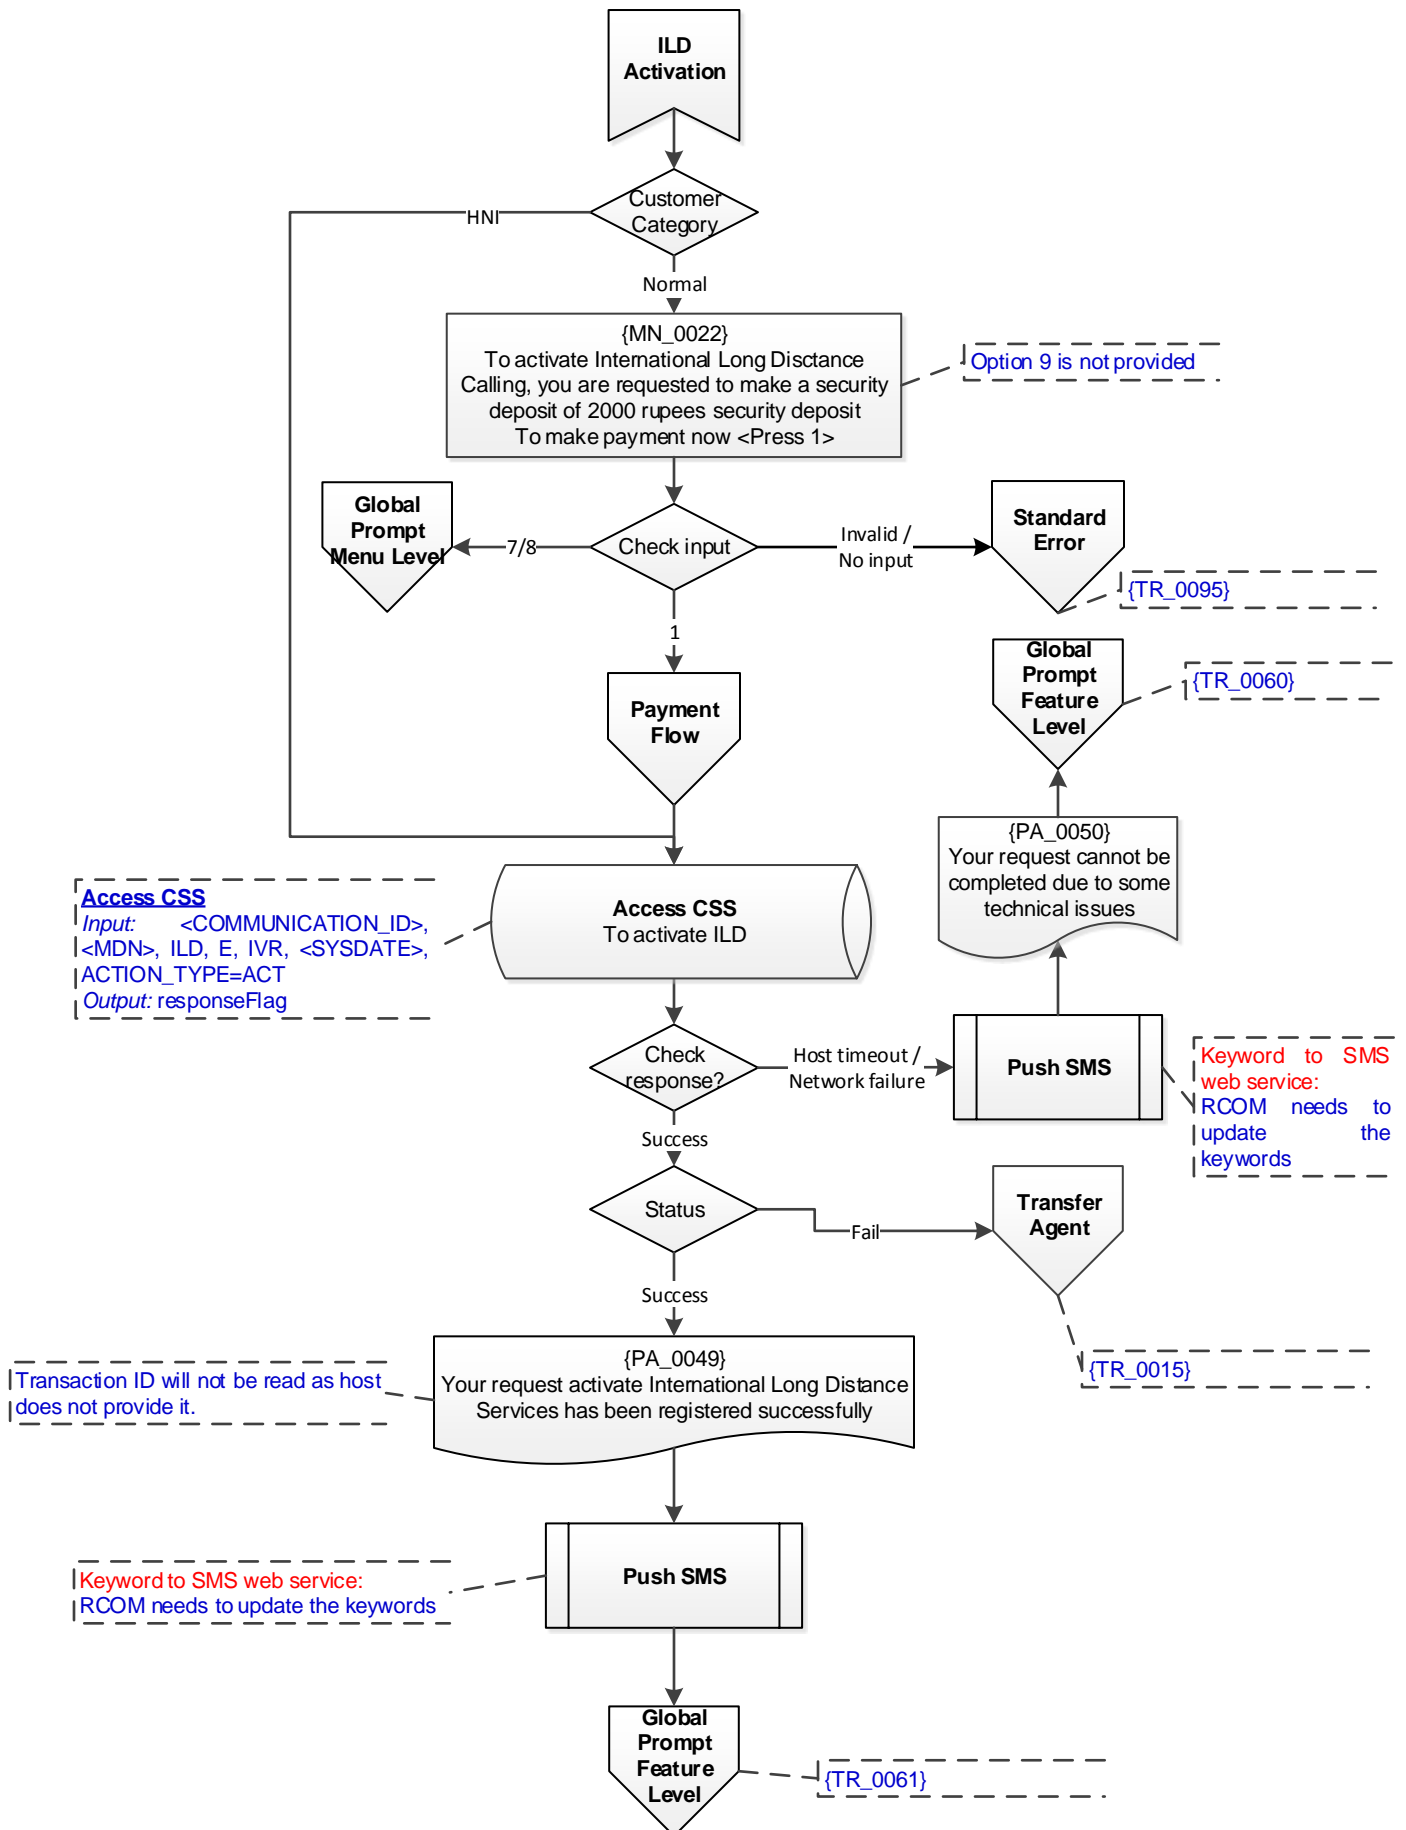 ILD
Activation
Customer
Category
HNI
Normal
{MN_0022}
To activate International Long Disctance
Calling, you are requested to make a security
deposit of 2000 rupees security deposit
To make payment now <Press 1>
Option 9 is not provided
Global
Prompt
Menu Level
7/8
Check input
Invalid /
No input
Standard
Error
{TR_0095}
1
Payment
Flow
Global
Prompt
Feature
Level
{TR_0060}
{PA_0050}
Your request cannot be
completed due to some
technical issues
Access CSS
Input: <COMMUNICATION_ID>,
<MDN>, ILD, E, IVR, <SYSDATE>,
ACTION_TYPE=ACT
Output: responseFlag
Access CSS
To activate ILD
Check
response?
Host timeout /
Network failure
Push SMS
Keyword to SMS
web service:
RCOM needs to
update the
keywords
Success
Status
Fail
Transfer
Agent
{TR_0015}
Success
{PA_0049}
Your request activate International Long Distance
Services has been registered successfully
Transaction ID will not be read as host
does not provide it.
Push SMS
Keyword to SMS web service:
RCOM needs to update the keywords
Global
Prompt
Feature
Level
{TR_0061}